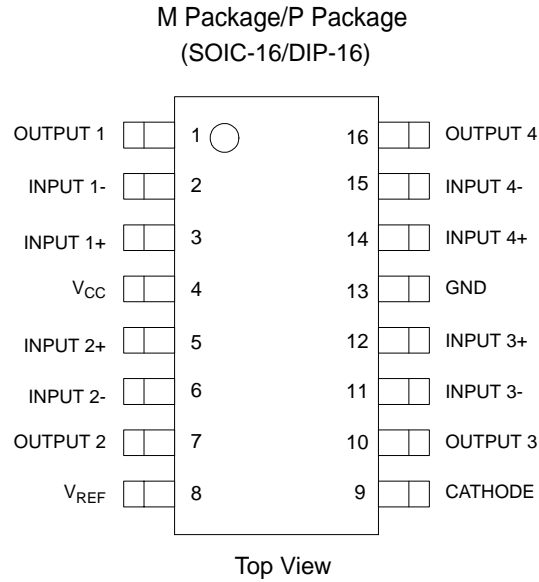 M Package/P Package
(SOIC-16/DIP-16)
OUTPUT 1 1 16 OUTPUT 4
INPUT 1- 2 15 INPUT 4-
INPUT 1+ 3 14 INPUT 4+
VCC 4 13 GND
INPUT 2+ 5 12 INPUT 3+
INPUT 2- 6 11 INPUT 3-
OUTPUT 2 7 10 OUTPUT 3
VREF 8 9 CATHODE
Top View